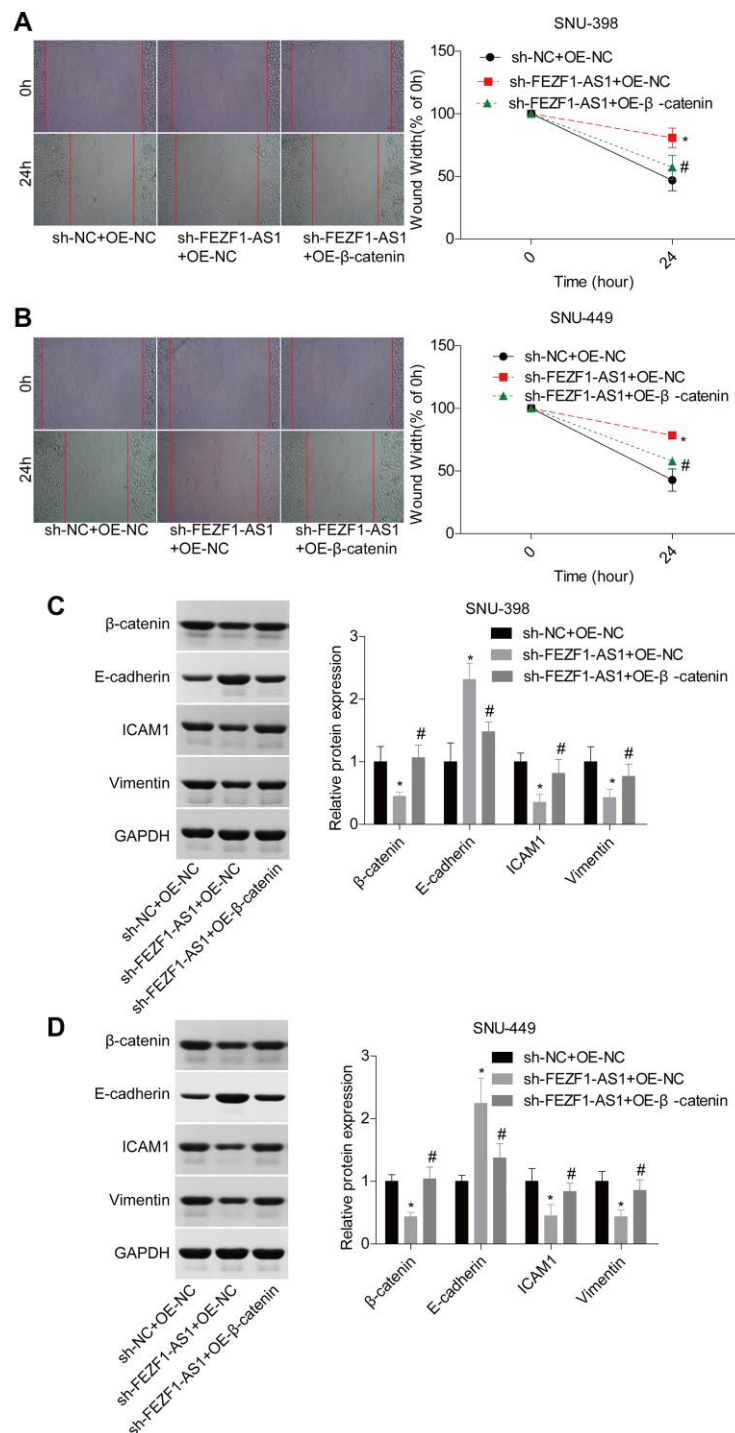 A
0h
24h
sh-NC+OE-NC
sh-FEZF1-AS1
+OE-NC
sh-FEZF1-AS1
+OE-β-catenin
SNU-398
Wound Width(% of 0h)
150
100
50
0
0
24
Time (hour)
sh-NC+OE-NC
sh-FEZF1-AS1+OE-NC
sh-FEZF1-AS1+OE-β -catenin
*
#
B
0h
24h
sh-NC+OE-NC
sh-FEZF1-AS1
+OE-NC
sh-FEZF1-AS1
+OE-β-catenin
SNU-449
Wound Width(% of 0h)
150
100
50
0
0
24
Time (hour)
sh-NC+OE-NC
sh-FEZF1-AS1+OE-NC
sh-FEZF1-AS1+OE-β -catenin
*
#
C
β-catenin
E-cadherin
ICAM1
Vimentin
GAPDH
sh-NC+OE-NC
sh-FEZF1-AS1+OE-NC
sh-FEZF1-AS1+OE-β-catenin
SNU-398
Relative protein expression
3
2
1
0
sh-NC+OE-NC
sh-FEZF1-AS1+OE-NC
sh-FEZF1-AS1+OE-β -catenin
* # * # * # * #
β-catenin
E-cadherin
ICAM1
Vimentin
D
β-catenin
E-cadherin
ICAM1
Vimentin
GAPDH
sh-NC+OE-NC
sh-FEZF1-AS1+OE-NC
sh-FEZF1-AS1+OE-β-catenin
SNU-449
Relative protein expression
3
2
1
0
sh-NC+OE-NC
sh-FEZF1-AS1+OE-NC
sh-FEZF1-AS1+OE-β -catenin
* # * # * # * #
β-catenin
E-cadherin
ICAM1
Vimentin